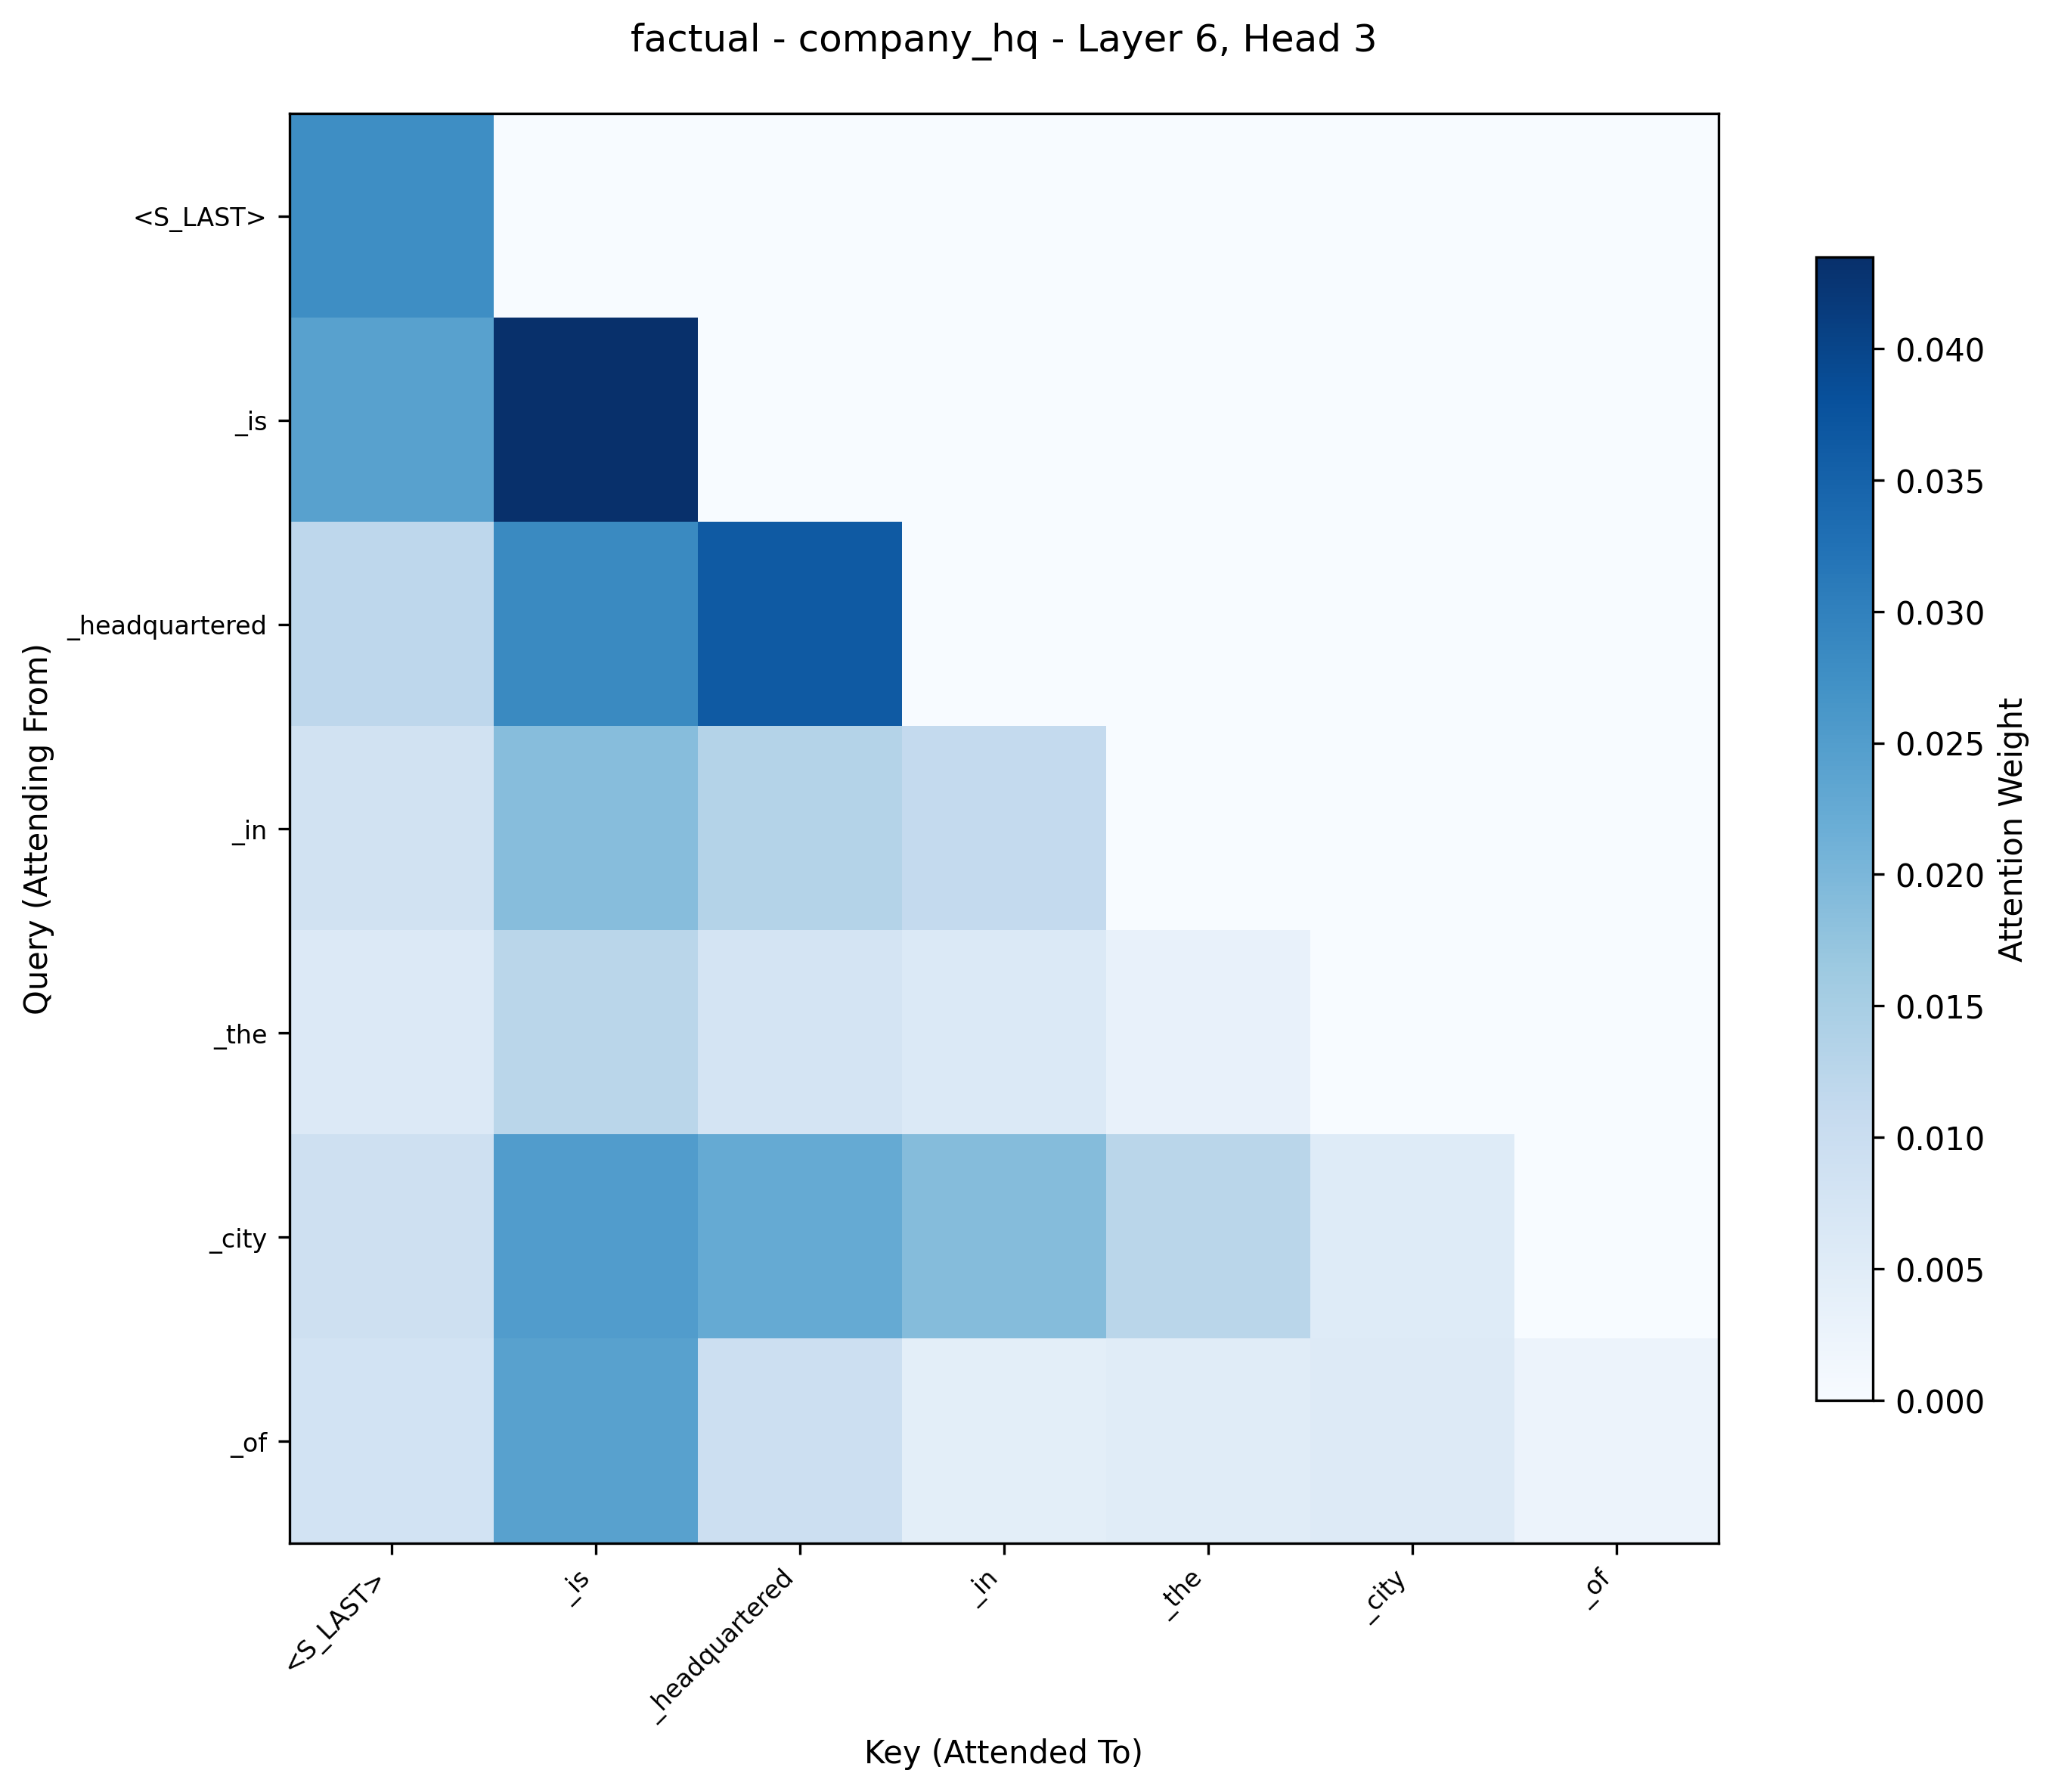 factual - company_hq - Layer 6, Head 3
Query (Attending From)
<S_LAST>
_is
_headquartered
_in
_the
_city
_of
<S_LAST>
_is
_headquartered
_in
_the
_city
_of
Key (Attended To)
0.040
0.035
0.030
0.025
0.020
0.015
0.010
0.005
0.000
Attention Weight